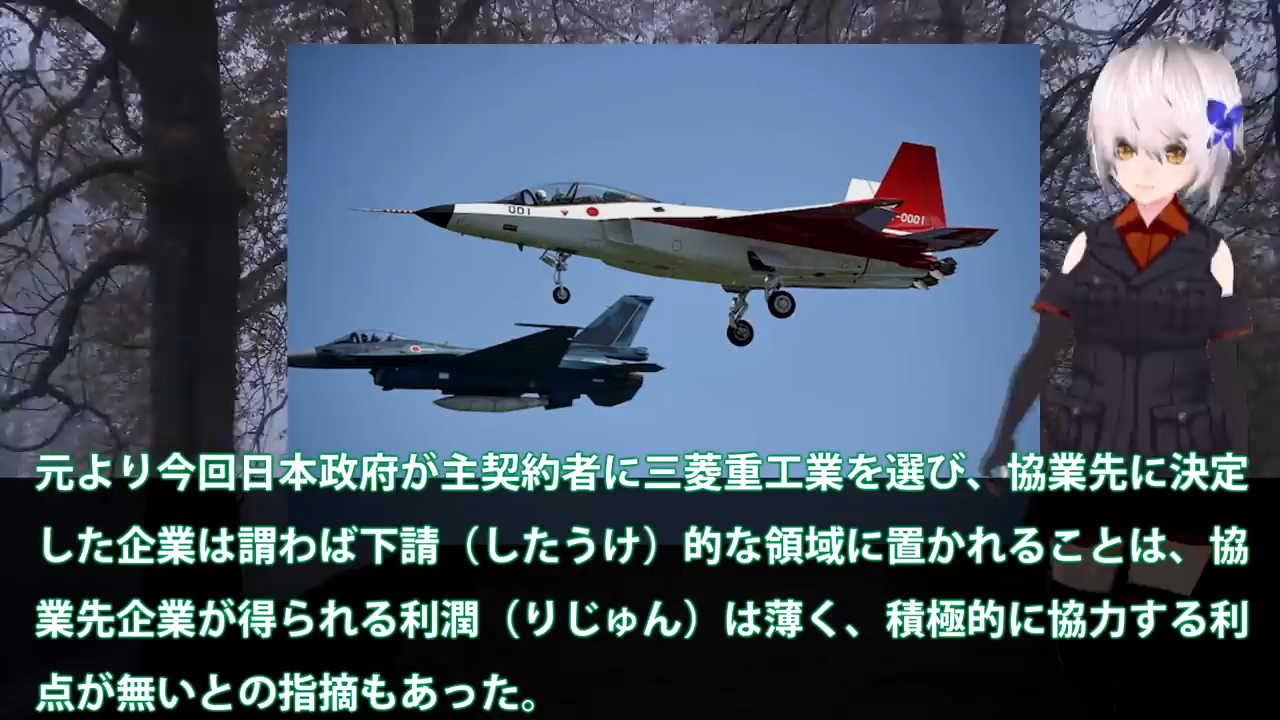 001
-0001
元より今回日本政府が主契約者に三菱重工業を選び、協業先に決定
した企業は謂わば下請（したうけ）的な領域に置かれることは、協
業先企業が得られる利潤（りじゅん）は薄く、積極的に協力する利
点が無いとの指摘もあった。